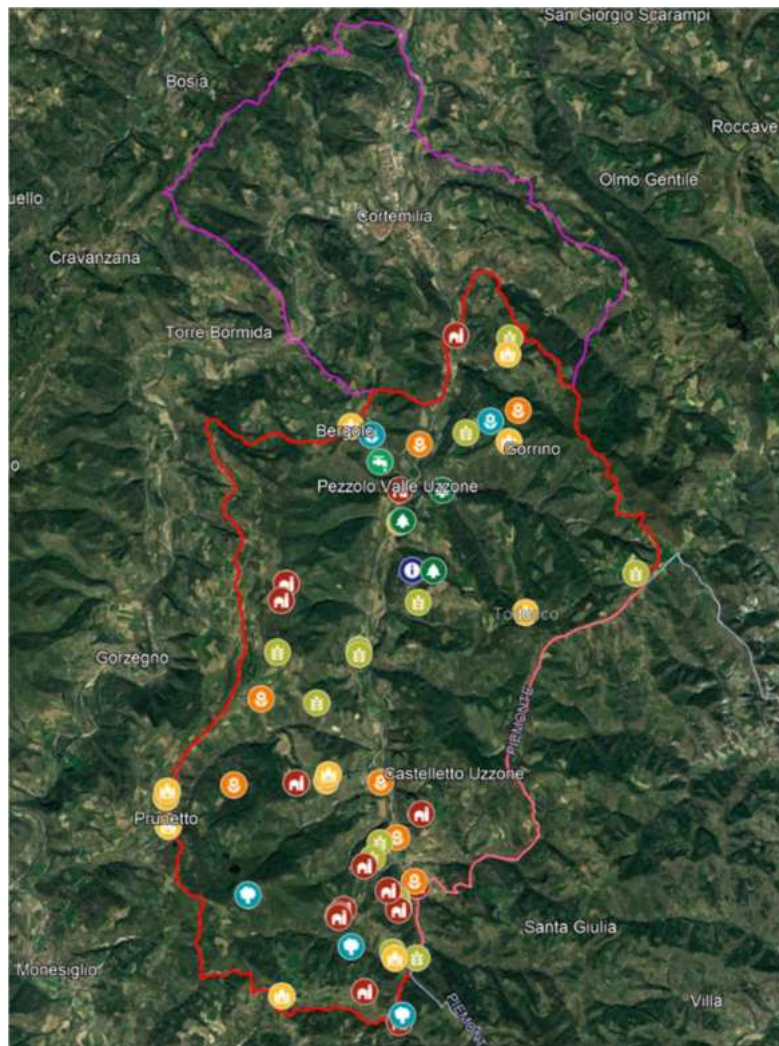 San Giorgio Scarampi
Bosia
Roccave
Olmo Gentile
uello
Cortemilia
Cravanzana
Torre Bormida
Bergolo
Gorrino
Pezzolo Valle Uzzone
Gorzegno
PIEMONTE
Castelletto Uzzone
Prunetto
Santa Giulia
Monesiglio
Villa